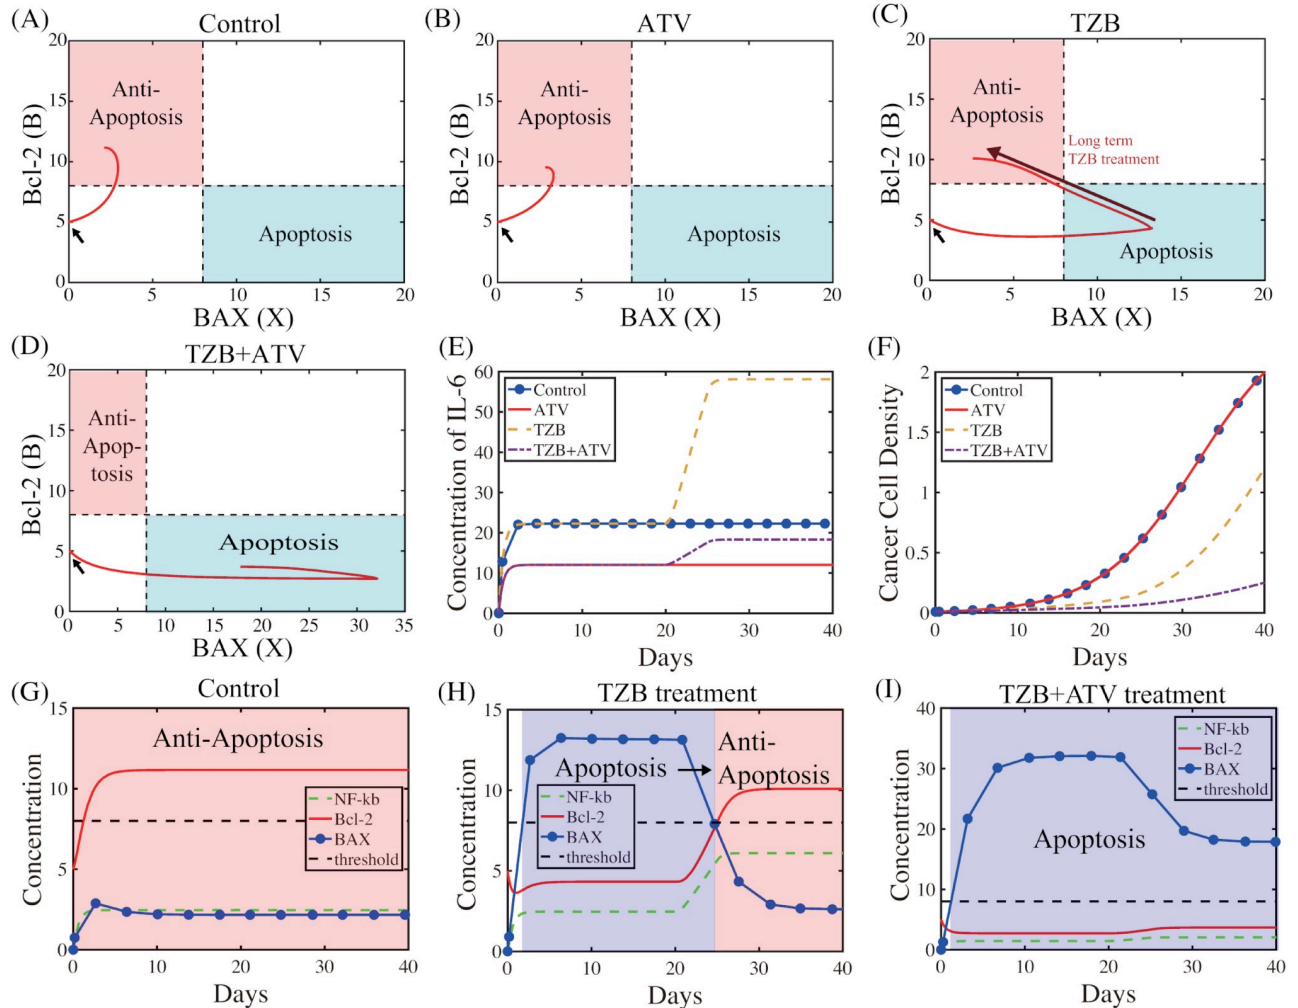 (A)
Control
20
15
10
5
0
Bcl-2 (B)
Anti-
Apoptosis
Apoptosis
0
5
10
15
20
BAX (X)
(B)
ATV
20
15
10
5
0
Bcl-2 (B)
Anti-
Apoptosis
Apoptosis
0
5
10
15
20
BAX (X)
(C)
TZB
20
15
10
5
0
Bcl-2 (B)
Anti-
Apoptosis
Long term
TZB treatment
Apoptosis
0
5
10
15
20
BAX (X)
(D)
TZB+ATV
20
15
10
5
0
Bcl-2 (B)
Anti-
Apop-
tosis
Apoptosis
0
5
10
15
20
25
30
35
BAX (X)
(E)
60
50
40
30
20
10
0
Concentration of IL-6
Control
ATV
TZB
TZB+ATV
0
10
20
30
40
Days
(F)
2
1.5
1
0.5
0
Cancer Cell Density
Control
ATV
TZB
TZB+ATV
0
10
20
30
40
Days
(G)
Control
15
10
5
0
Concentration
Anti-Apoptosis
NF-kb
Bcl-2
BAX
threshold
0
10
20
30
40
Days
(H)
TZB treatment
15
10
5
0
Concentration
Apoptosis
Anti-
Apoptosis
NF-kb
Bcl-2
BAX
threshold
0
10
20
30
40
Days
(I)
TZB+ATV treatment
40
30
20
10
0
Concentration
NF-kb
Bcl-2
BAX
threshold
Apoptosis
0
10
20
30
40
Days